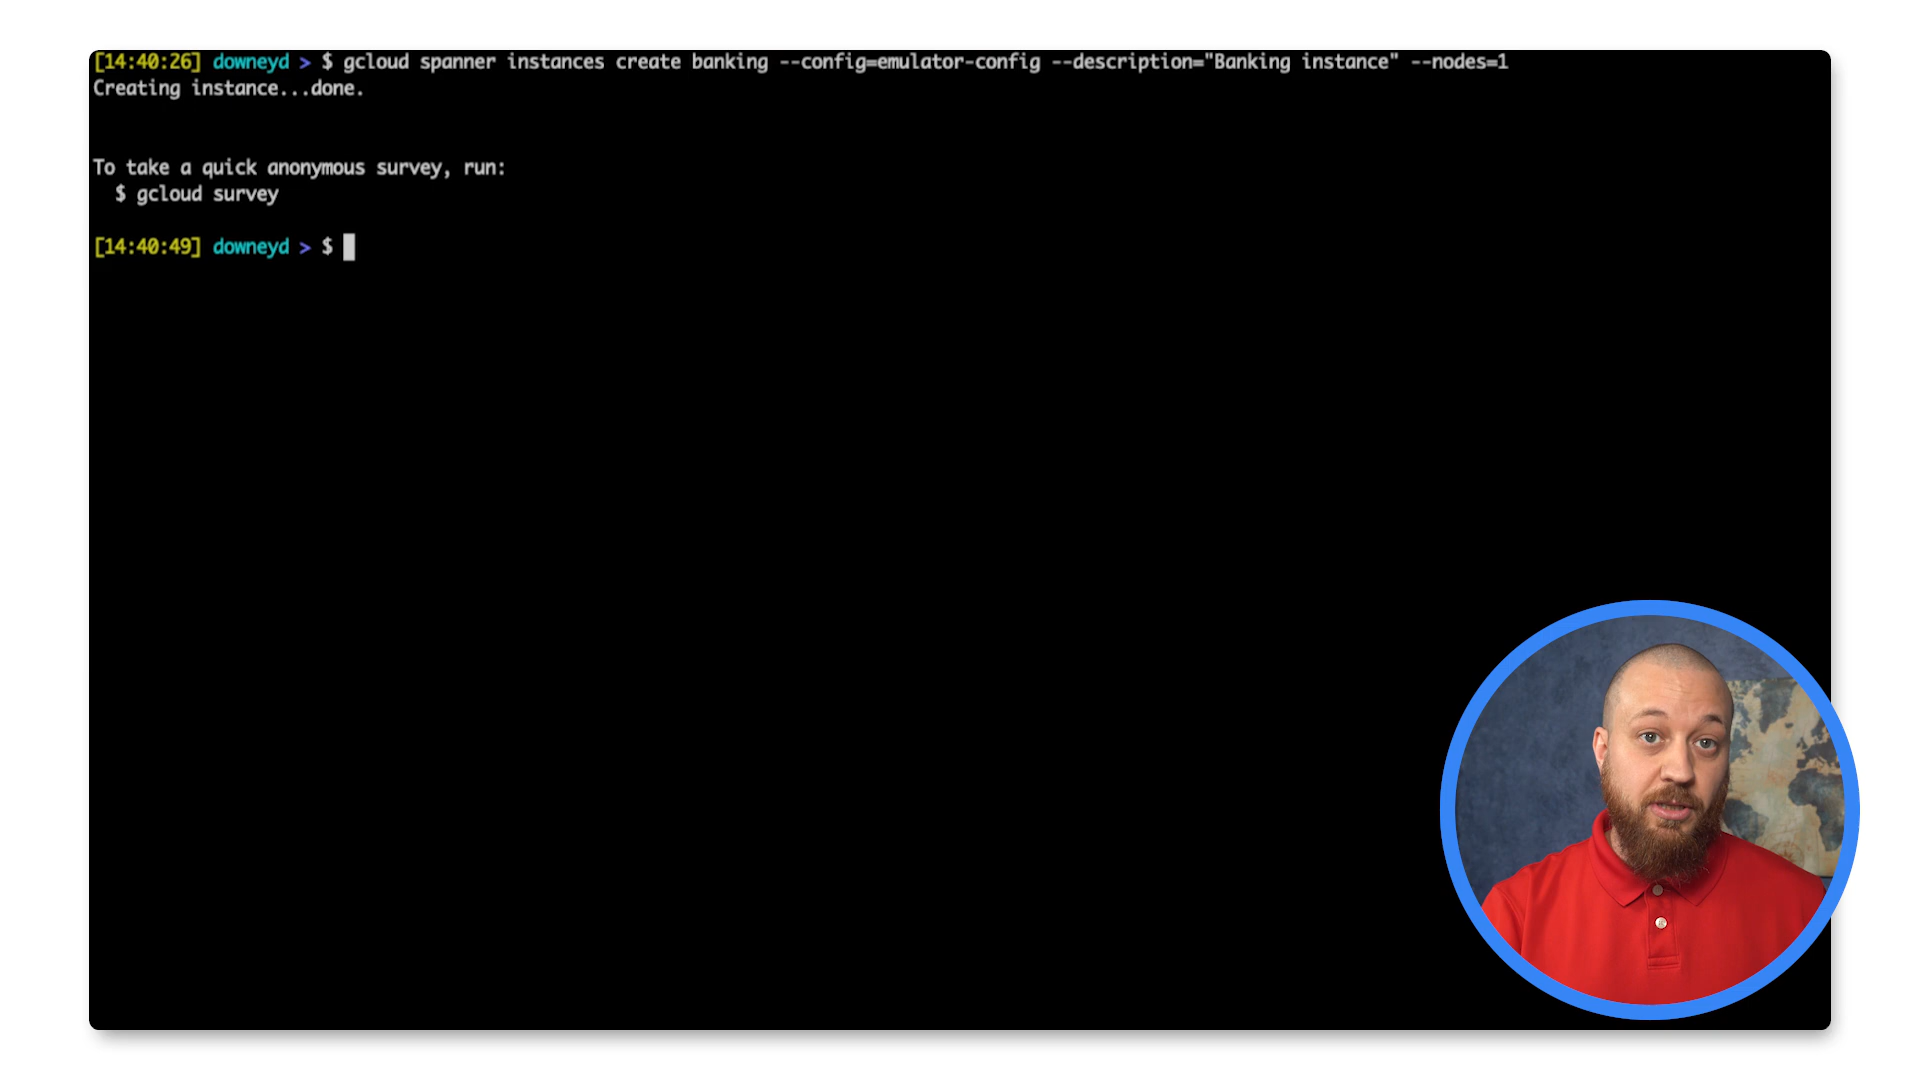 [14:40:26] downeyd > $ gcloud spanner instances create banking --config=emulator-config --description="Banking instance" --nodes=1
Creating instance...done.
To take a quick anonymous survey, run:
$ gcloud survey
[14:40:49] downeyd > $